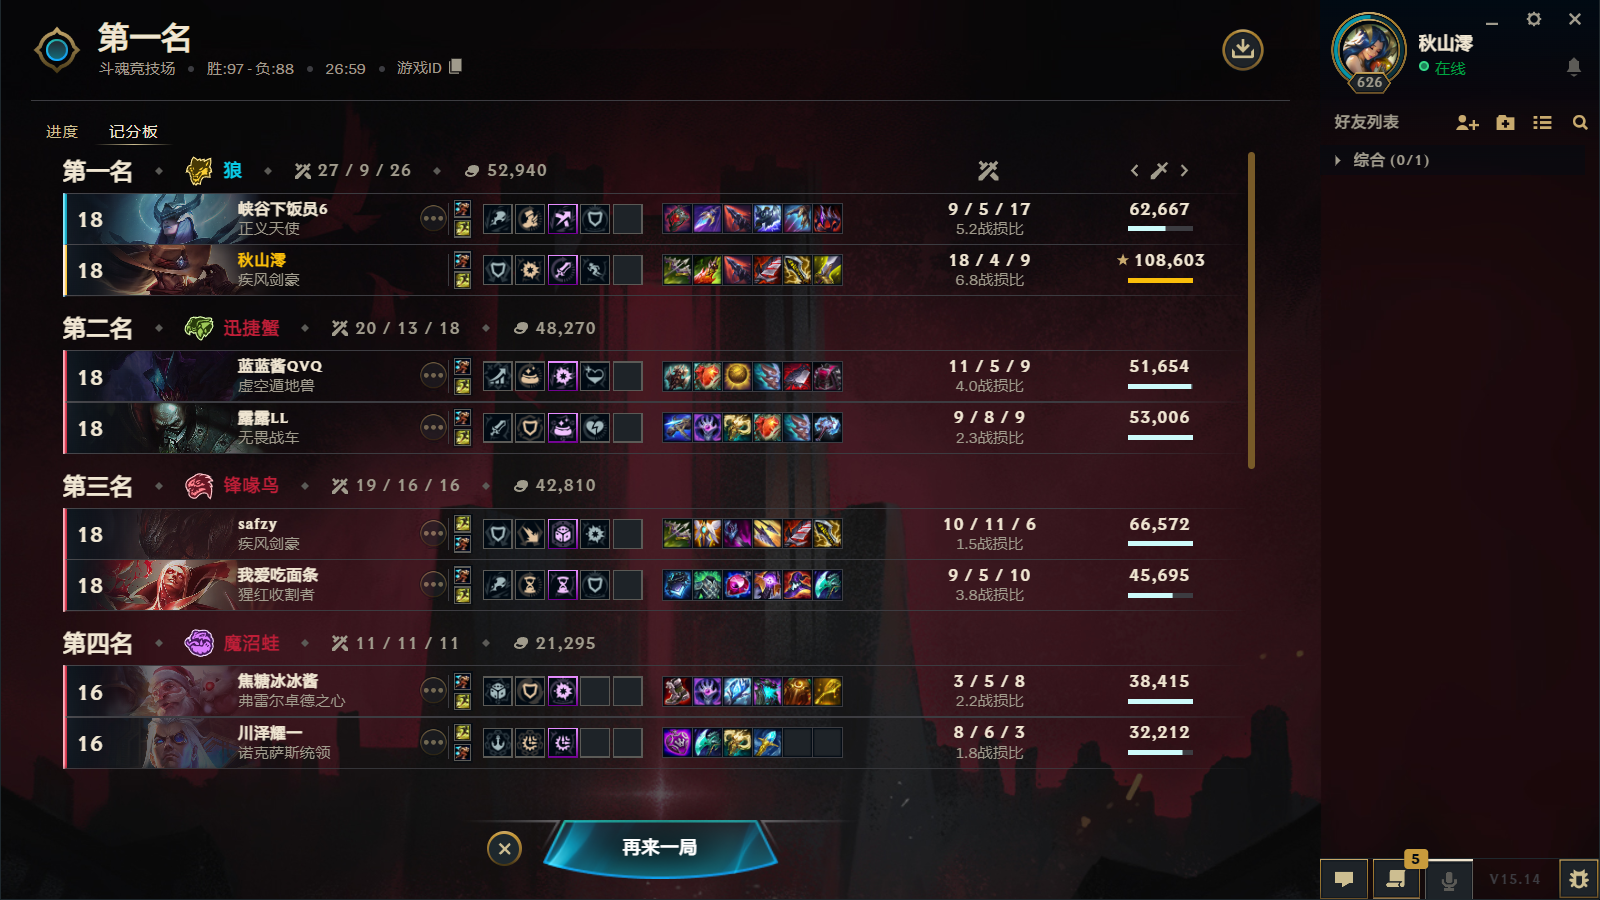 第一名
斗魂竞技场 • 胜:97 - 负:88 • 26:59 • 游戏ID
进度 记分板
第一名 狼 27 / 9 / 26 52,940
18 峡谷下饭员6 9 / 5 / 17 62,667
正义天使 5.2战损比
18 秋山澪 18 / 4 / 9 108,603
疾风剑豪 6.8战损比
第二名 迅捷蟹 20 / 13 / 18 48,270
18 蓝蓝酱QVQ 11 / 5 / 9 51,654
虚空遁地兽 4.0战损比
18 露露LL 9 / 8 / 9 53,006
无畏战车 2.3战损比
第三名 锋喙鸟 19 / 16 / 16 42,810
18 safzy 10 / 11 / 6 66,572
疾风剑豪 1.5战损比
18 我爱吃面条 9 / 5 / 10 45,695
猩红收割者 3.8战损比
第四名 魔沼蛙 11 / 11 / 11 21,295
16 焦糖冰冰酱 3 / 5 / 8 38,415
弗雷尔卓德之心 2.2战损比
16 川泽耀一 8 / 6 / 3 32,212
诺克萨斯统领 1.8战损比
再来一局
秋山澪
626 在线
好友列表
综合 (0/1)
5
V15.14